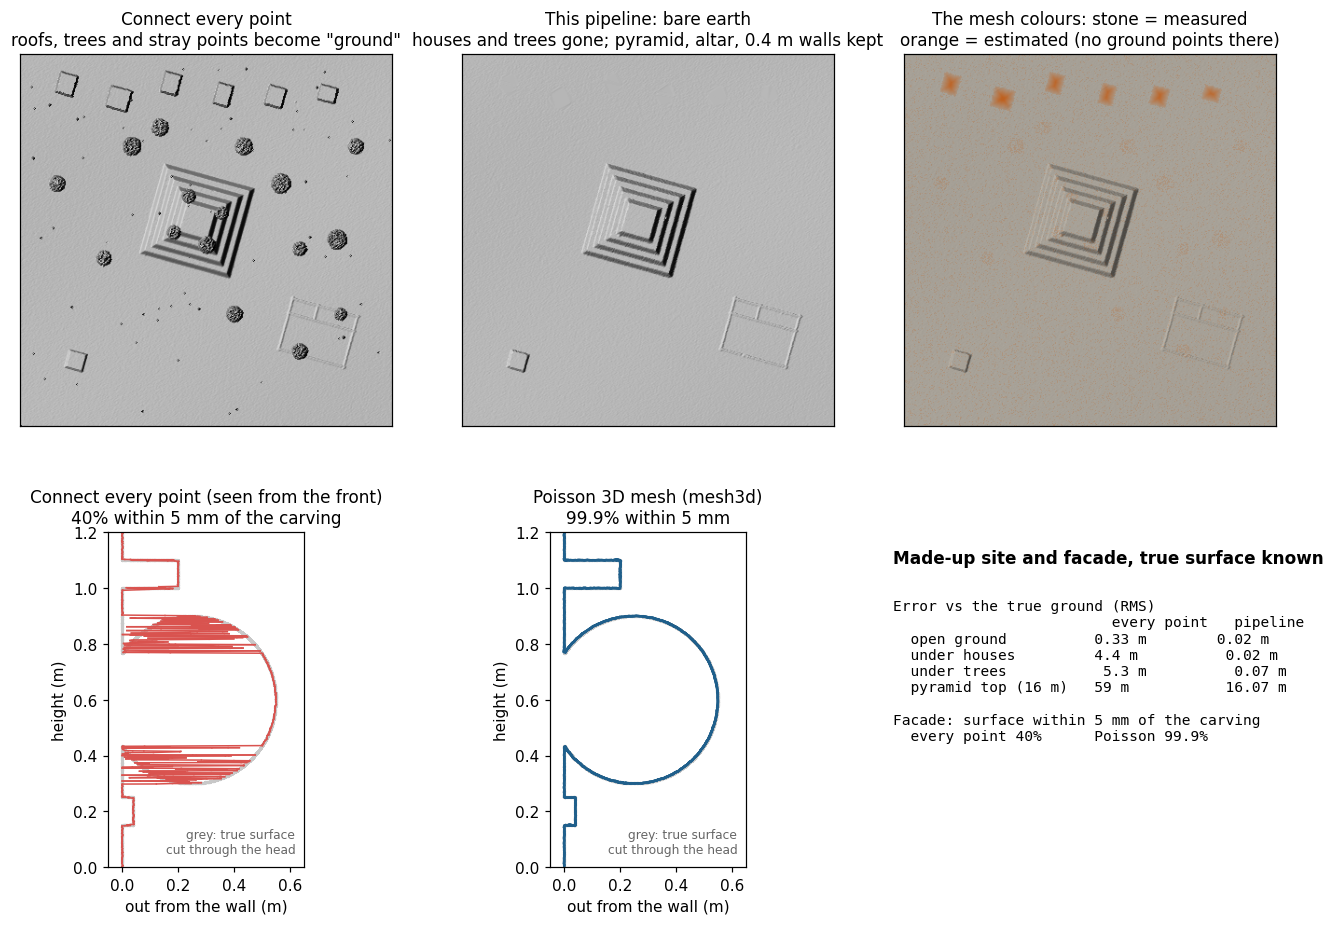 Connect every point
roofs, trees and stray points become "ground"
This pipeline: bare earth
houses and trees gone; pyramid, altar, 0.4 m walls kept
The mesh colours: stone = measured
orange = estimated (no ground points there)
Connect every point (seen from the front)
40% within 5 mm of the carving
1.2
1.0
0.8
0.6
0.4
0.2
0.0
height (m)
grey: true surface
cut through the head
0.0 0.2 0.4 0.6
out from the wall (m)
Poisson 3D mesh (mesh3d)
99.9% within 5 mm
1.2
1.0
0.8
0.6
0.4
0.2
0.0
height (m)
grey: true surface
cut through the head
0.0 0.2 0.4 0.6
out from the wall (m)
Made-up site and facade, true surface known
Error vs the true ground (RMS)
every point pipeline
open ground 0.33 m 0.02 m
under houses 4.4 m 0.02 m
under trees 5.3 m 0.07 m
pyramid top (16 m) 59 m 16.07 m
Facade: surface within 5 mm of the carving
every point 40% Poisson 99.9%